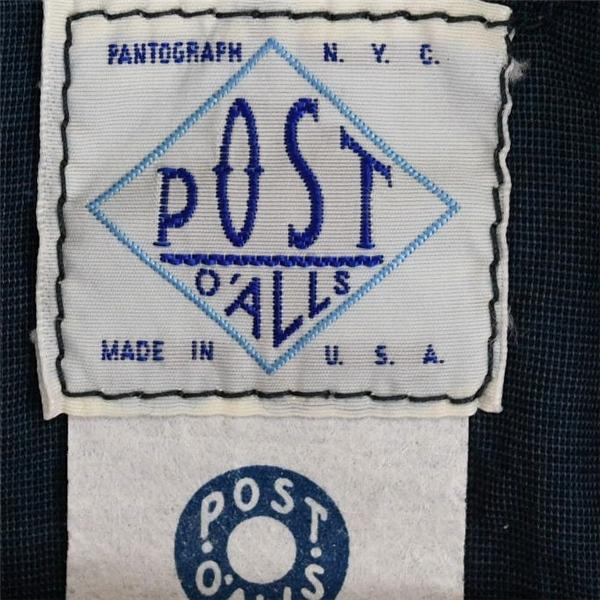 PANTOGRAPH N. Y. C.
POST
O'ALLS
MADE IN U. S. A.
POST
O'ALLS